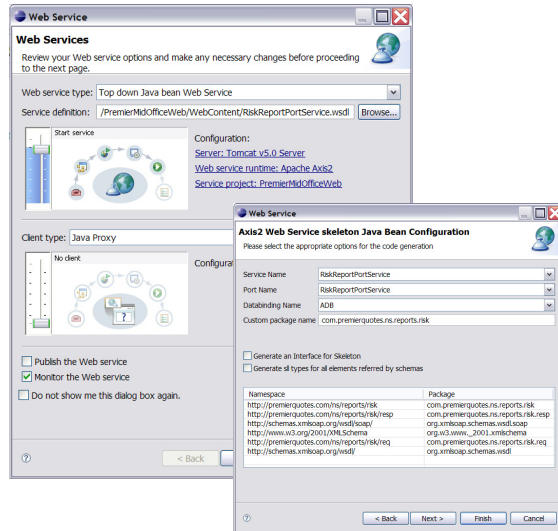 Web Service
Web Services
Review your Web service options and make any necessary changes before proceeding
to the next page.
Web service type: Top down Java bean Web Service
Service definition: /PremierMidOfficeWeb/WebContent/RiskReportPortService.wsdl Browse...
Start service
Configuration:
Server: Tomcat v5.0 Server
Web service runtime: Apache Axis2
Service project: PremierMidOfficeWeb
Client type: Java Proxy
No client
Configurat
Publish the Web service
Monitor the Web service
Do not show me this dialog box again.
< Back
Web Service
Axis2 Web Service skeleton Java Bean Configuration
Please select the appropriate options for the code generation
Service Name RiskReportPortService
Port Name RiskReportPortService
Databinding Name ADB
Custom package name com.premierquotes.ns.reports.risk
Generate an Interface for Skeleton
Generate sll types for all elements referred by schemas
Namespace Package
http://premierquotes.com/ns/reports/risk com.premierquotes.ns.reports.risk
http://premierquotes.com/ns/reports/risk/resp com.premierquotes.ns.reports.risk.resp
http://schemas.xmlsoap.org/wsdl/soap/ org.xmlsoap.schemas.wsdl.soap
http://www.w3.org/2001/XMLSchema org.w3.www._2001.xmlschema
http://premierquotes.com/ns/reports/risk/req com.premierquotes.ns.reports.risk.req
http://schemas.xmlsoap.org/wsdl/ org.xmlsoap.schemas.wsdl
< Back Next > Finish Cancel